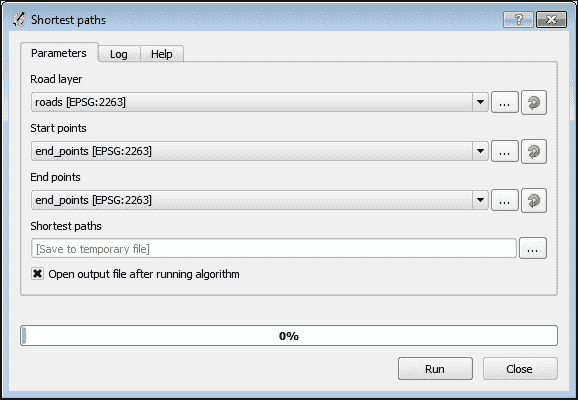 Shortest paths
?
Parameters Log Help
Road layer
roads [EPSG:2263] ...
Start points
end_points [EPSG:2263] ...
End points
end_points [EPSG:2263] ...
Shortest paths
[Save to temporary file] ...
Open output file after running algorithm
0%
Run Close